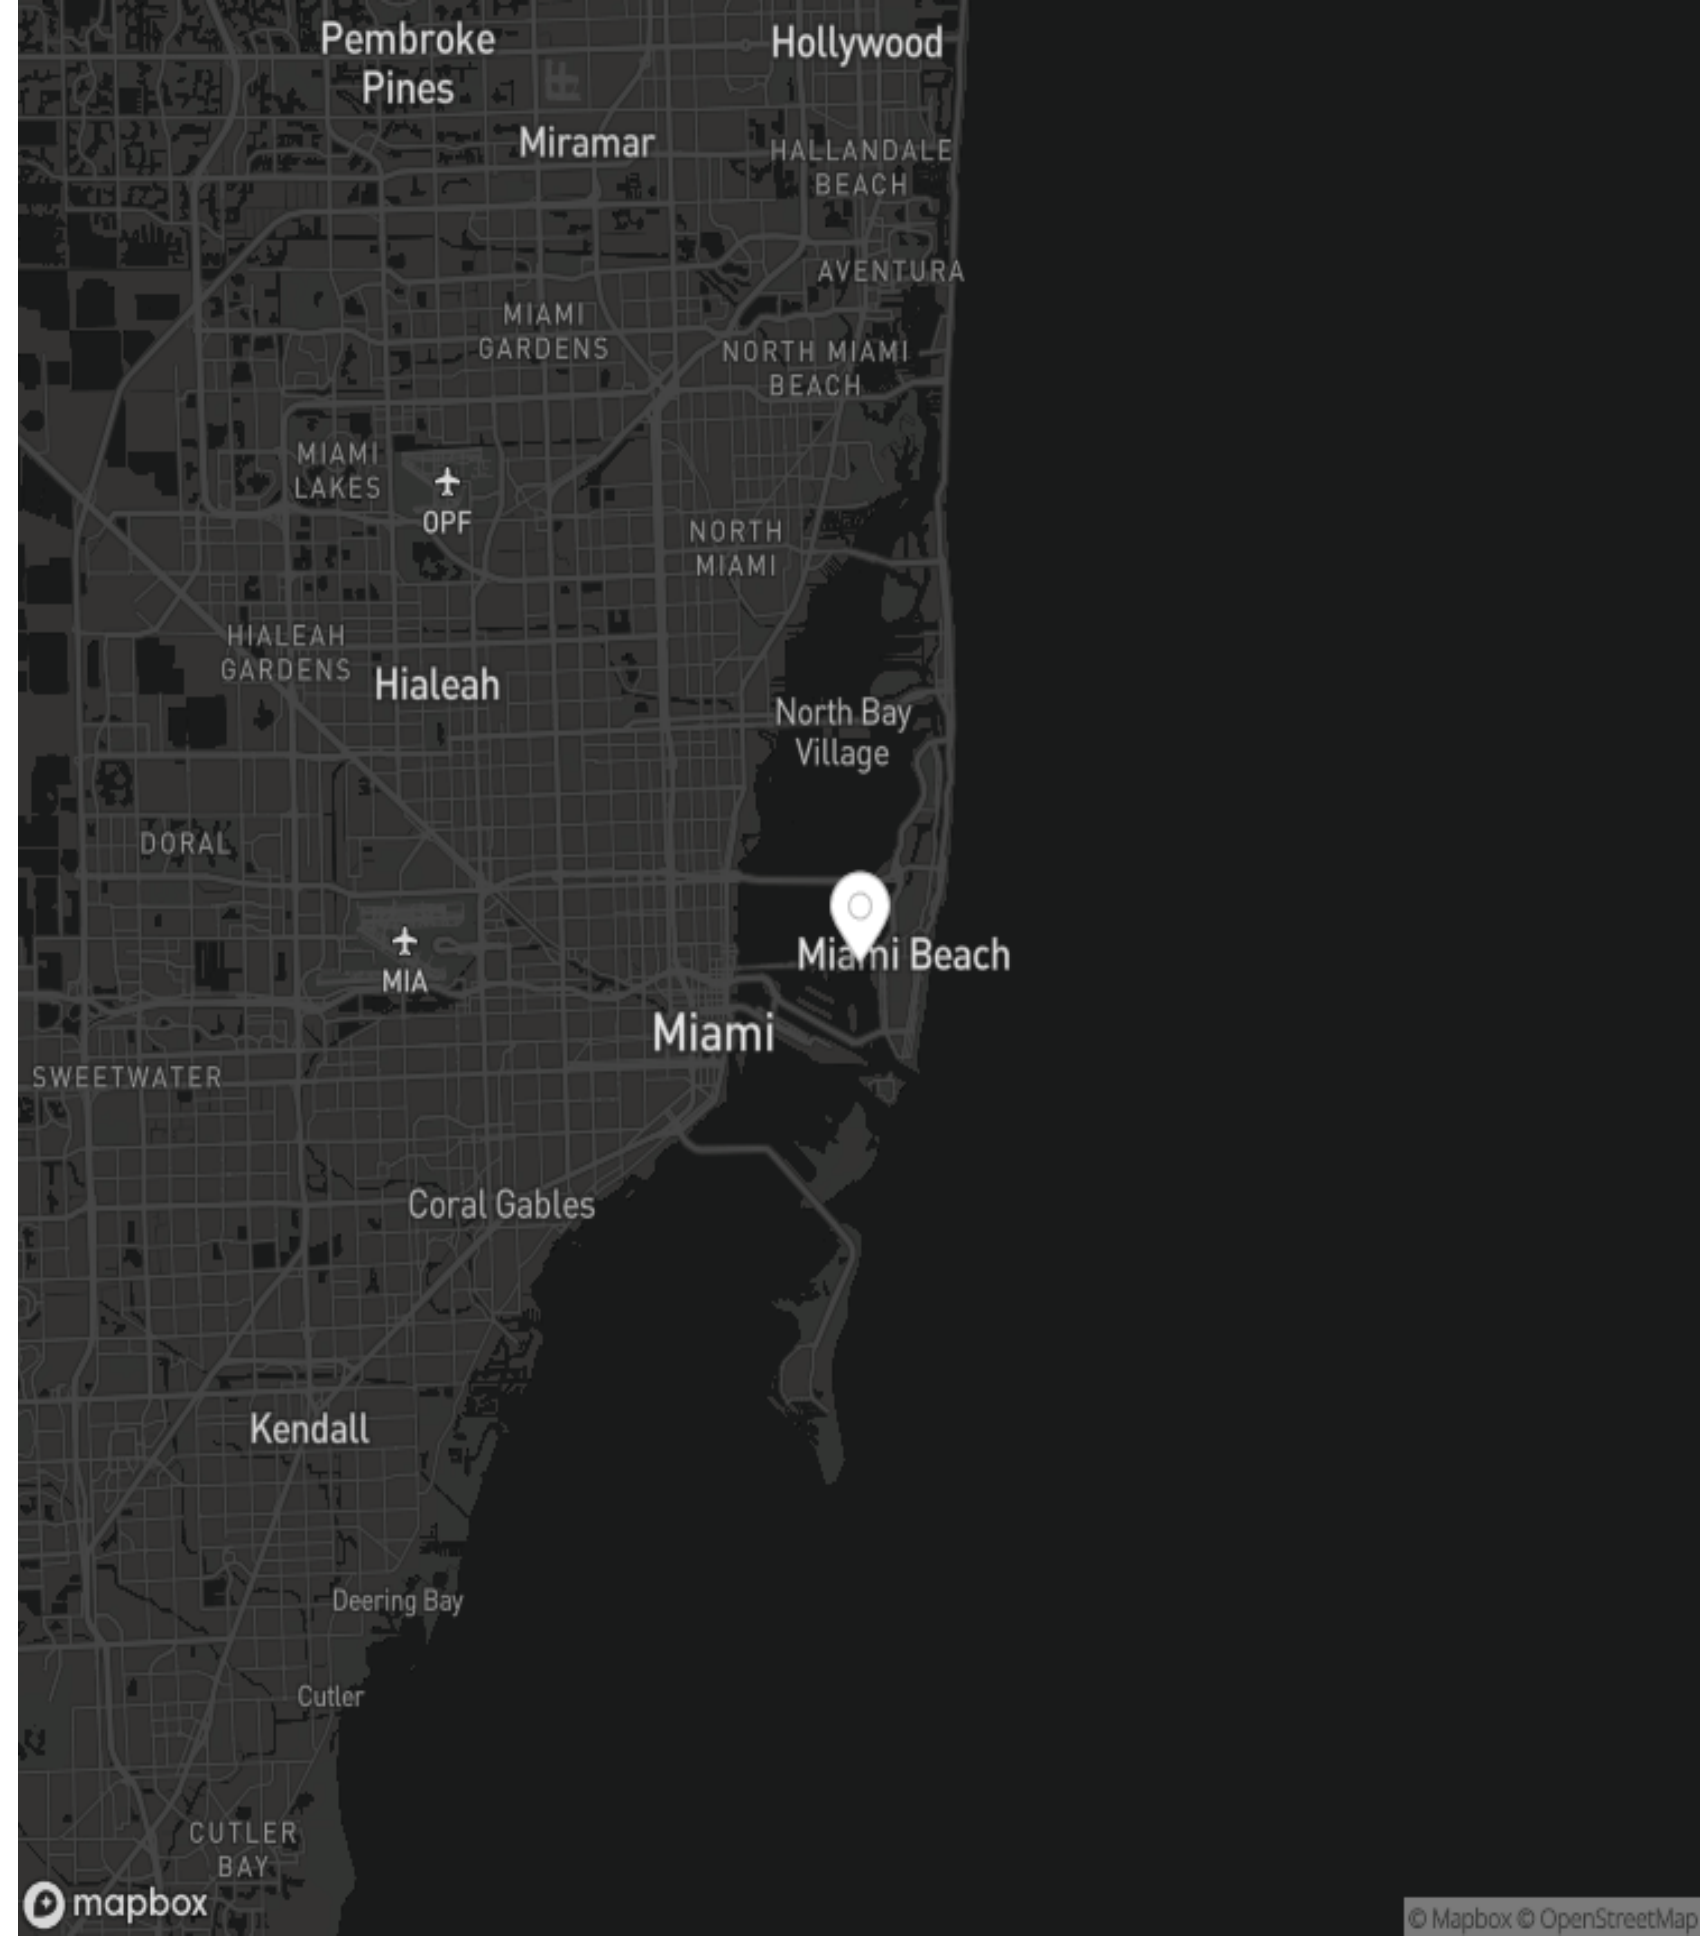 Pembroke
Pines
Hollywood
Miramar
HALLANDALE
BEACH
AVENTURA
MIAMI
GARDENS
NORTH MIAMI
BEACH
MIAMI
LAKES
OPF
NORTH
MIAMI
HIALEAH
GARDENS
Hialeah
North Bay
Village
DORAL
MIA
Miami Beach
Miami
SWEETWATER
Coral Gables
Kendall
Deering Bay
Cutler
CUTLER
BAY
mapbox
© Mapbox © OpenStreetMap